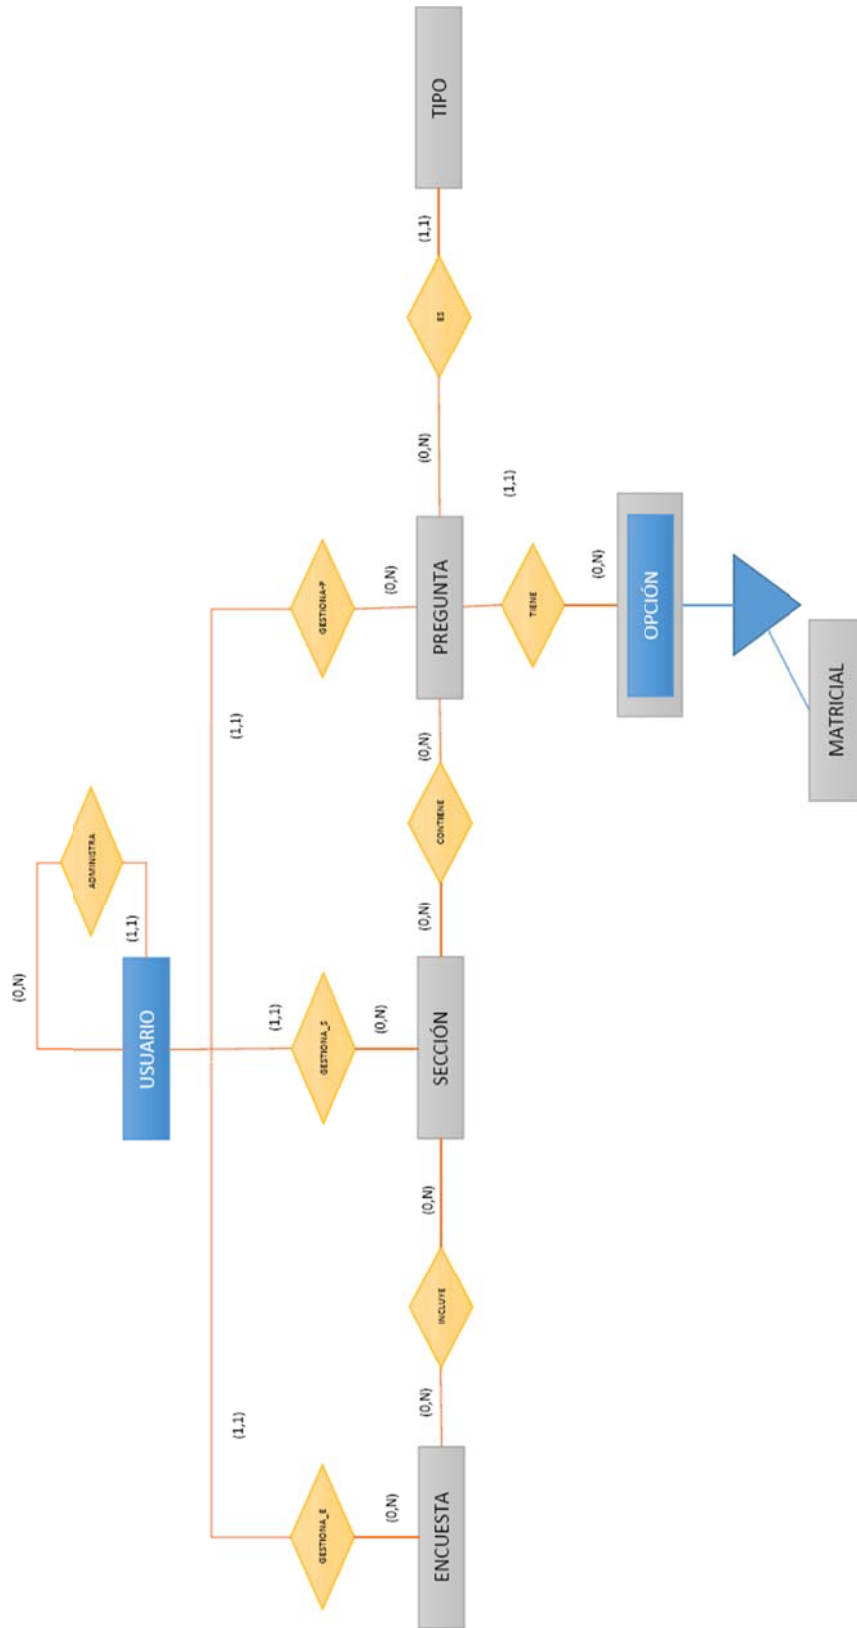 (0,N)
ADMINISTRA
(1,1)
USUARIO
(1,1)
(1,1)
(1,1)
GESTIONA_E
GESTIONA_S
GESTIONA-P
(0,N)
(0,N)
(0,N)
(0,N)
(0,N)
(0,N)
(0,N)
(0,N)
(1,1)
ENCUESTA
INCLUYE
SECCIÓN
CONTIENE
PREGUNTA
ES
TIPO
(1,1)
TIENE
(0,N)
OPCIÓN
MATRICIAL